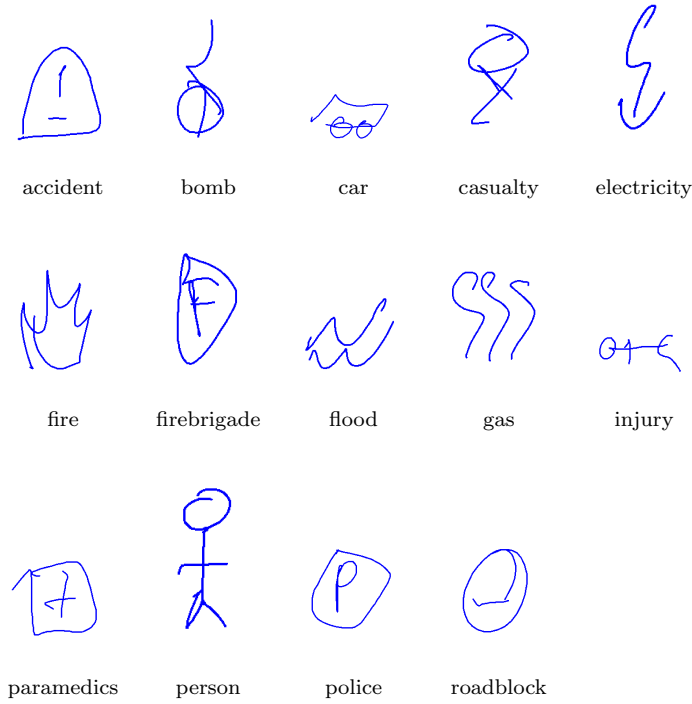 accident bomb car casualty electricity
F
fire firebrigade flood gas injury
P
paramedics person police roadblock